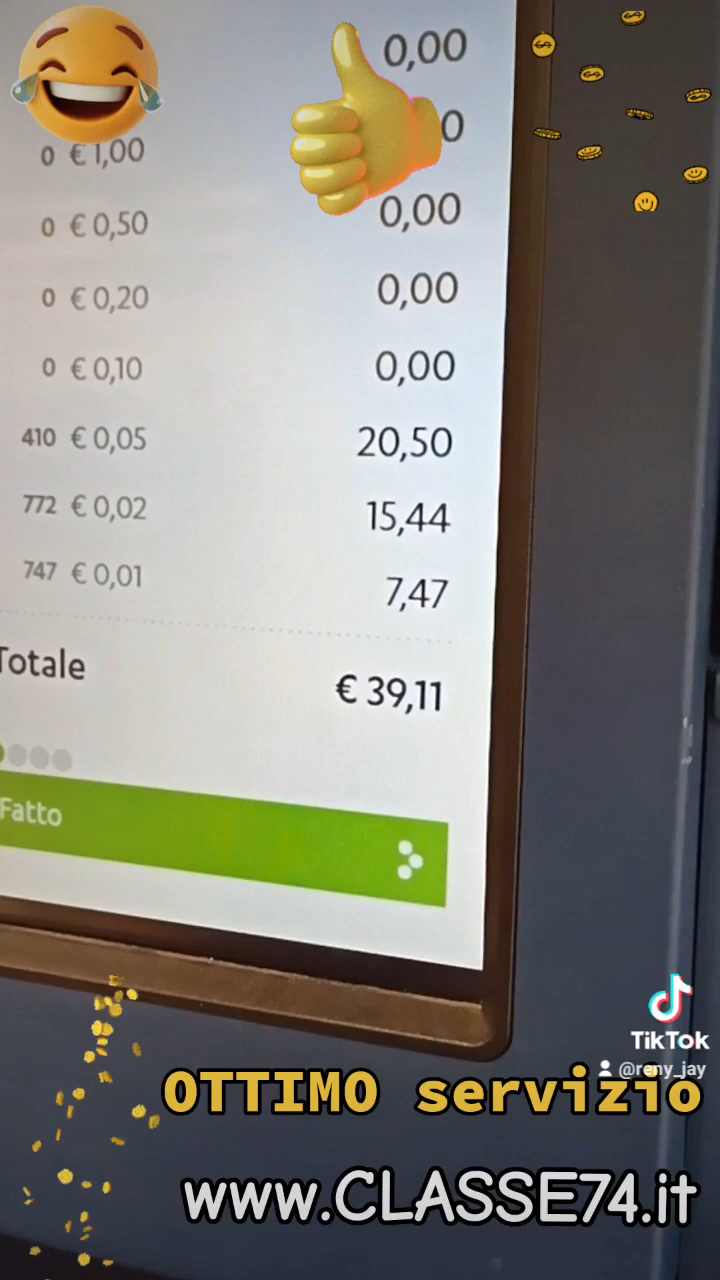 0,00
0
0 € 1,00
0 € 0,50 0,00
0 € 0,20 0,00
0 € 0,10 0,00
410 € 0,05 20,50
772 € 0,02 15,44
747 € 0,01 7,47
Totale € 39,11
Fatto
TikTok
@reny_jay
OTTIMO servizio
www.CLASSE74.it